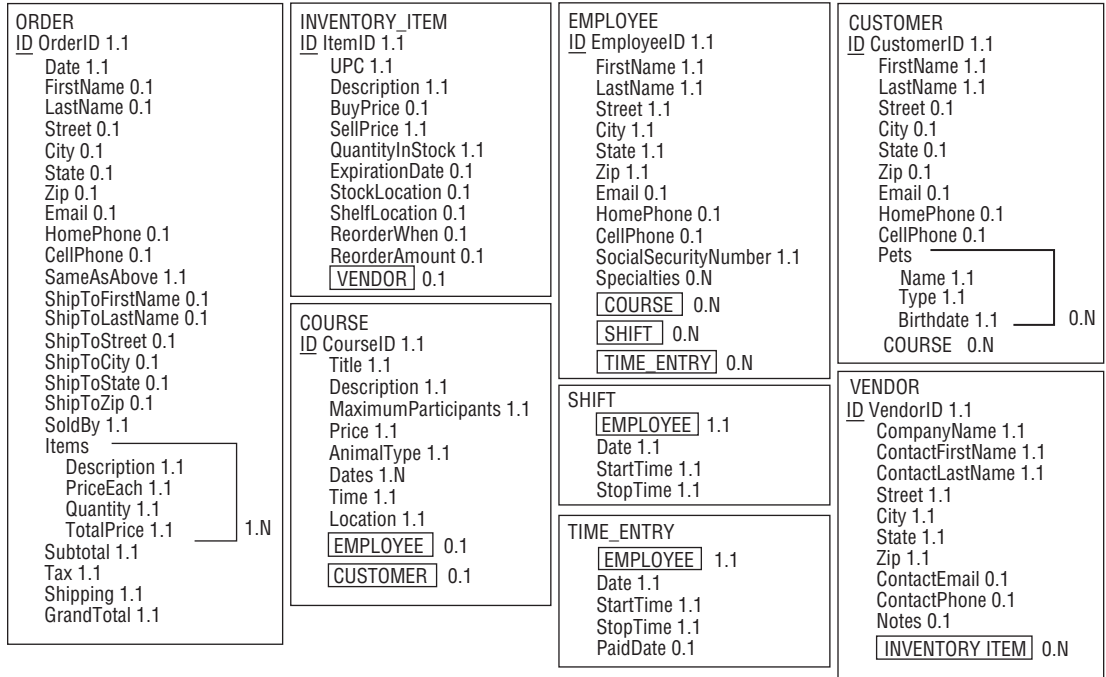 ORDER
ID OrderID 1.1
Date 1.1
FirstName 0.1
LastName 0.1
Street 0.1
City 0.1
State 0.1
Zip 0.1
Email 0.1
HomePhone 0.1
CellPhone 0.1
SameAsAbove 1.1
ShipToFirstName 0.1
ShipToLastName 0.1
ShipToStreet 0.1
ShipToCity 0.1
ShipToState 0.1
ShipToZip 0.1
SoldBy 1.1
Items
Description 1.1
PriceEach 1.1
Quantity 1.1
TotalPrice 1.1 1.N
Subtotal 1.1
Tax 1.1
Shipping 1.1
GrandTotal 1.1
INVENTORY_ITEM
ID ItemID 1.1
UPC 1.1
Description 1.1
BuyPrice 0.1
SellPrice 1.1
QuantityInStock 1.1
ExpirationDate 0.1
StockLocation 0.1
ShelfLocation 0.1
ReorderWhen 0.1
ReorderAmount 0.1
VENDOR 0.1
COURSE
ID CourseID 1.1
Title 1.1
Description 1.1
MaximumParticipants 1.1
Price 1.1
AnimalType 1.1
Dates 1.N
Time 1.1
Location 1.1
EMPLOYEE 0.1
CUSTOMER 0.1
EMPLOYEE
ID EmployeeID 1.1
FirstName 1.1
LastName 1.1
Street 1.1
City 1.1
State 1.1
Zip 1.1
Email 0.1
HomePhone 0.1
CellPhone 0.1
SocialSecurityNumber 1.1
Specialties 0.N
COURSE 0.N
SHIFT 0.N
TIME_ENTRY 0.N
SHIFT
EMPLOYEE 1.1
Date 1.1
StartTime 1.1
StopTime 1.1
TIME_ENTRY
EMPLOYEE 1.1
Date 1.1
StartTime 1.1
StopTime 1.1
PaidDate 0.1
CUSTOMER
ID CustomerID 1.1
FirstName 1.1
LastName 1.1
Street 0.1
City 0.1
State 0.1
Zip 0.1
Email 0.1
HomePhone 0.1
CellPhone 0.1
Pets
Name 1.1
Type 1.1
Birthdate 1.1 0.N
COURSE 0.N
VENDOR
ID VendorID 1.1
CompanyName 1.1
ContactFirstName 1.1
ContactLastName 1.1
Street 1.1
City 1.1
State 1.1
Zip 1.1
ContactEmail 0.1
ContactPhone 0.1
Notes 0.1
INVENTORY ITEM 0.N